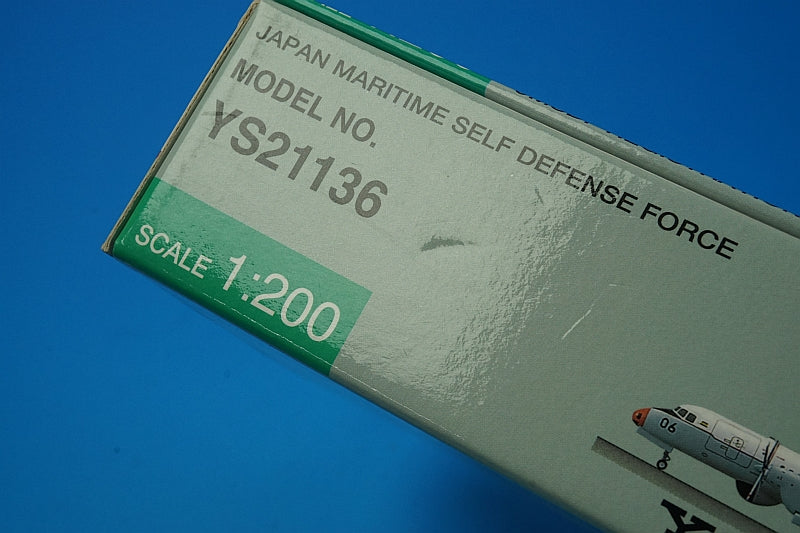 JAPAN MARITIME SELF DEFENSE FORCE
MODEL NO.
YS21136
SCALE 1:200
06
Y